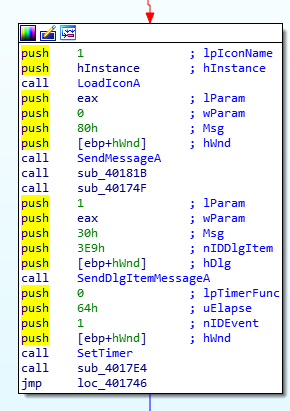 push 1 ; lpIconName
push hInstance ; hInstance
call LoadIconA
push eax ; lParam
push 0 ; wParam
push 80h ; Msg
push [ebp+hWnd] ; hWnd
call SendMessageA
call sub_40181B
call sub_40174F
push 1 ; lParam
push eax ; wParam
push 30h ; Msg
push 3E9h ; nIDDlgItem
push [ebp+hWnd] ; hDlg
call SendDlgItemMessageA
push 0 ; lpTimerFunc
push 64h ; uElapse
push 1 ; nIDEvent
push [ebp+hWnd] ; hWnd
call SetTimer
call sub_4017E4
jmp loc_401746